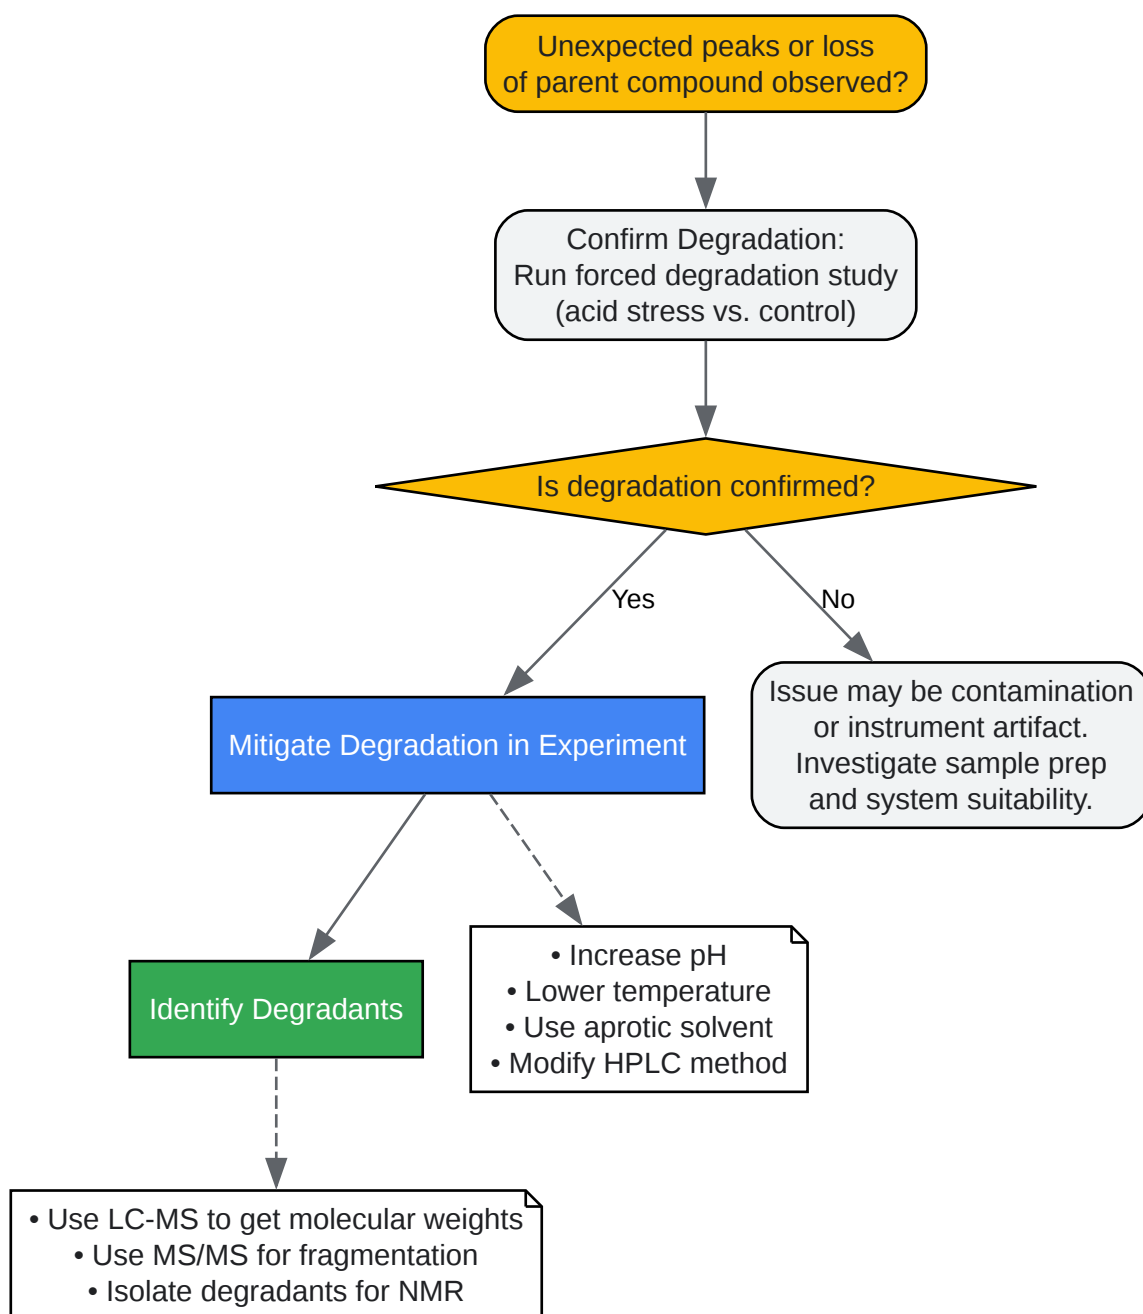 Unexpected peaks or loss
of parent compound observed?
Confirm Degradation:
Run forced degradation study
(acid stress vs. control)
Is degradation confirmed?
Yes
No
Issue may be contamination
or instrument artifact.
Investigate sample prep
and system suitability.
Mitigate Degradation in Experiment
• Increase pH
• Lower temperature
• Use aprotic solvent
• Modify HPLC method
Identify Degradants
• Use LC-MS to get molecular weights
• Use MS/MS for fragmentation
• Isolate degradants for NMR